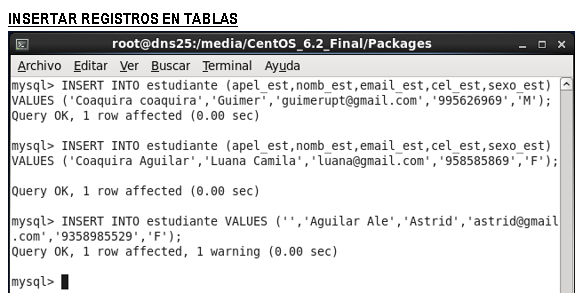 INSERTAR REGISTROS EN TABLAS
root@dns25:/media/CentOS_6.2_Final/Packages
Archivo Editar Ver Buscar Terminal Ayuda
mysql> INSERT INTO estudiante (apel_est,nomb_est,email_est,cel_est,sexo_est)
VALUES ('Coaquira coaquira','Guimer','guimerupt@gmail.com','995626969','M');
Query OK, 1 row affected (0.00 sec)
mysql> INSERT INTO estudiante (apel_est,nomb_est,email_est,cel_est,sexo_est)
VALUES ('Coaquira Aguilar','Luana Camila','luana@gmail.com','958585869','F');
Query OK, 1 row affected (0.00 sec)
mysql> INSERT INTO estudiante VALUES ('','Aguilar Ale','Astrid','astrid@gmail
.com','9358985529','F');
Query OK, 1 row affected, 1 warning (0.00 sec)
mysql>